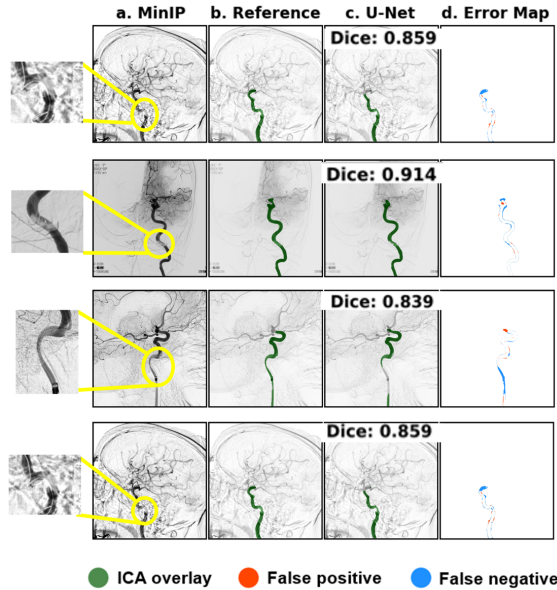 a. MinIP b. Reference c. U-Net d. Error Map
Dice: 0.859
Dice: 0.914
Dice: 0.839
Dice: 0.859
ICA overlay False positive False negative